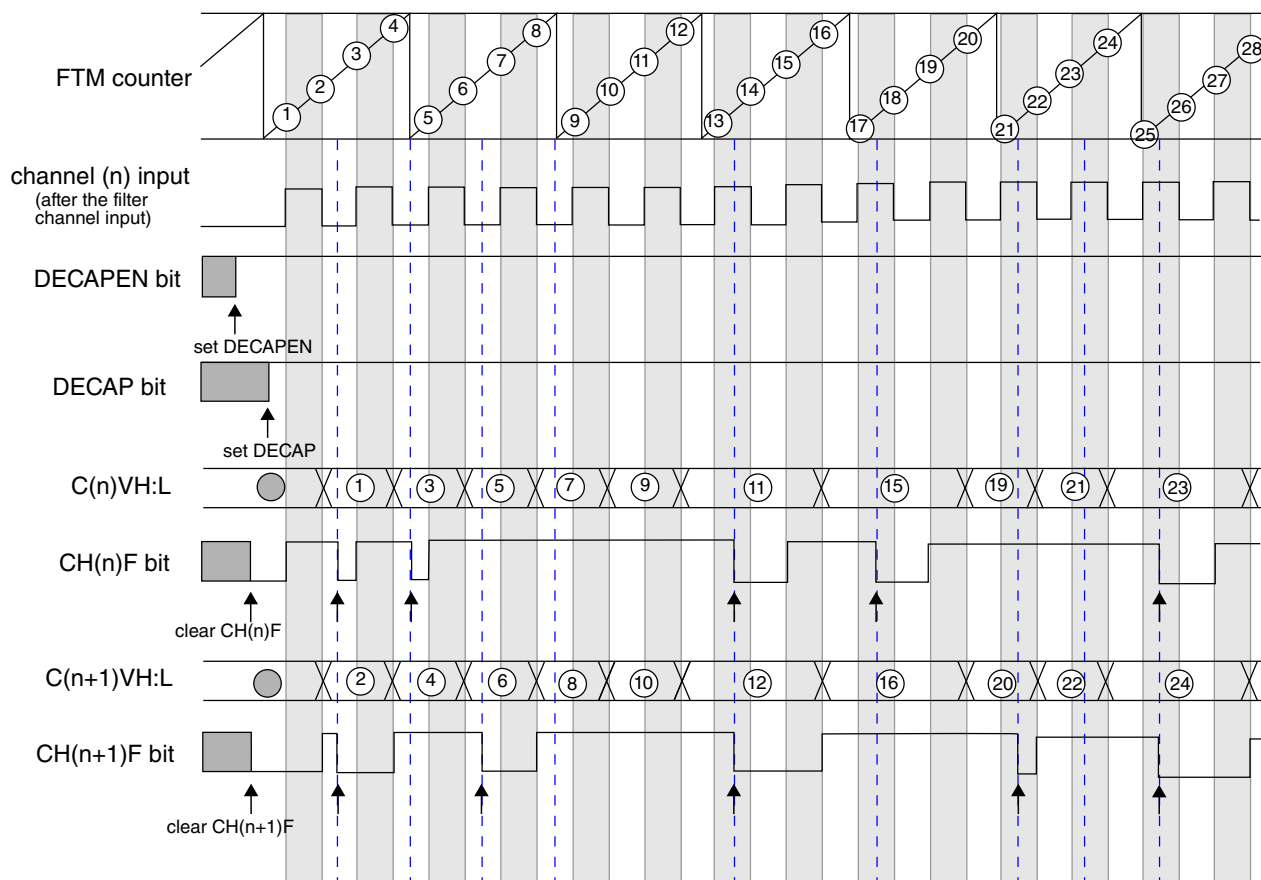 FTM counter
1 2 3 4 5 6 7 8 9 10 11 12 13 14 15 16 17 18 19 20 21 22 23 24 25 26 27 28
channel (n) input
(after the filter
channel input)
DECAPEN bit
set DECAPEN
DECAP bit
set DECAP
C(n)VH:L 1 3 5 7 9 11 15 19 21 23
CH(n)F bit
clear CH(n)F
C(n+1)VH:L 2 4 6 8 10 12 16 20 22 24
CH(n+1)F bit
clear CH(n+1)F